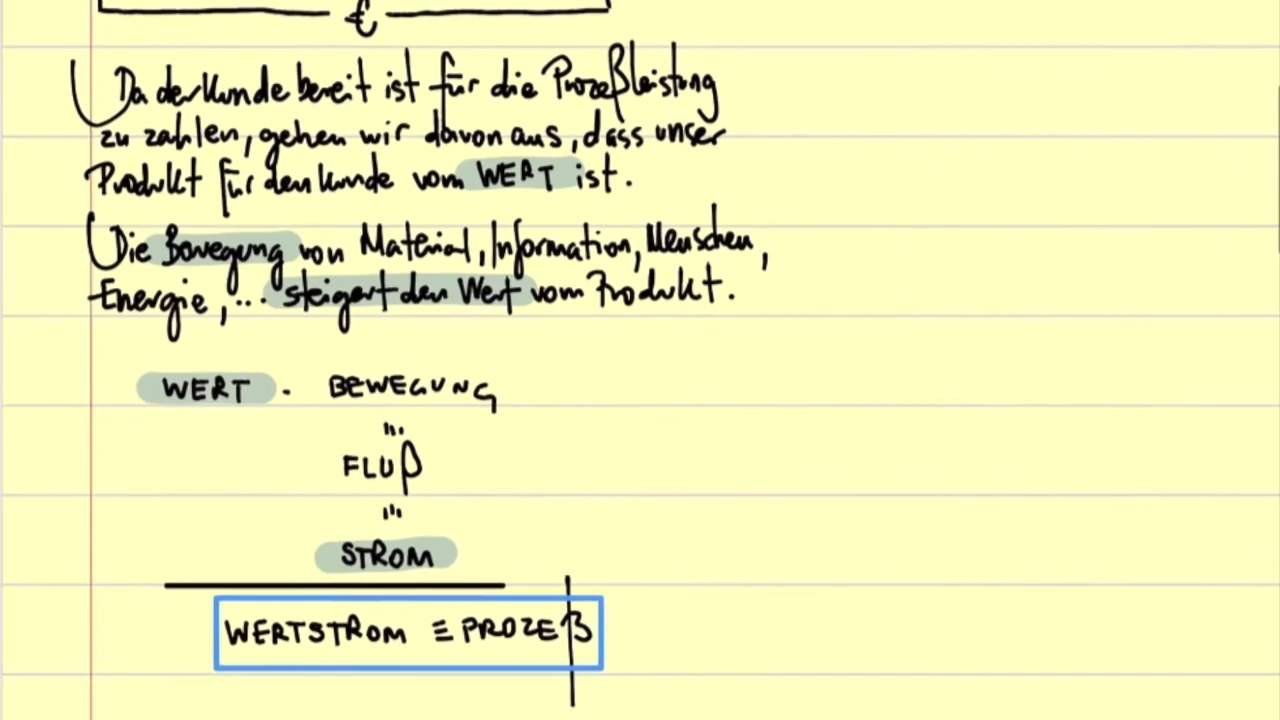 €
Da der Kunde bereit ist für die Prozeßleistung
zu zahlen, gehen wir davon aus, dass unser
Produkt für den Kunde vom WERT ist.
Die Bewegung von Material, Information, Menschen,
Energie, ... steigert den Wert vom Produkt.
WERT - BEWEGUNG
"'
FLUß
"'
STROM
WERTSTROM ≡ PROZEß